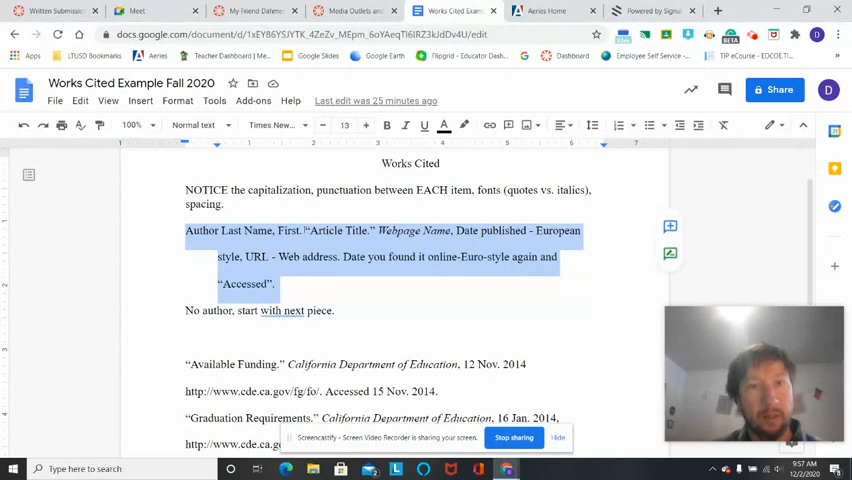 Written Submission
Meet
My Friend Dahme
Media Outlets and
Works Cited Exam
Aeries Home
Powered by Signal
docs.google.com/document/d/1xEY86YSJYTK_4ZeZv_MEpm_6oYAeqTl6IRZ3kJdDv4U/edit
Apps
LTUSD Bookmarks
Aeries
Teacher Dashboard | Me...
Google Slides
Google Forms
Flipgrid - Educator Dash...
Dashboard
Employee Self Service -...
TIP eCourse - EDCOE.T...
Works Cited Example Fall 2020
File Edit View Insert Format Tools Add-ons Help Last edit was 25 minutes ago
Share
D
100% Normal text Times New... 13 B I U A
Works Cited
NOTICE the capitalization, punctuation between EACH item, fonts (quotes vs. italics),
spacing.
Author Last Name, First. “Article Title.” Webpage Name, Date published - European
style, URL - Web address. Date you found it online-Euro-style again and
“Accessed”.
No author, start with next piece.
“Available Funding.” California Department of Education, 12 Nov. 2014
http://www.cde.ca.gov/fg/fo/. Accessed 15 Nov. 2014.
“Graduation Requirements.” California Department of Education, 16 Jan. 2014,
http://www.cde.ca.g
Screencastify - Screen Video Recorder is sharing your screen.
Stop sharing
Hide
Type here to search
9:57 AM
12/2/2020